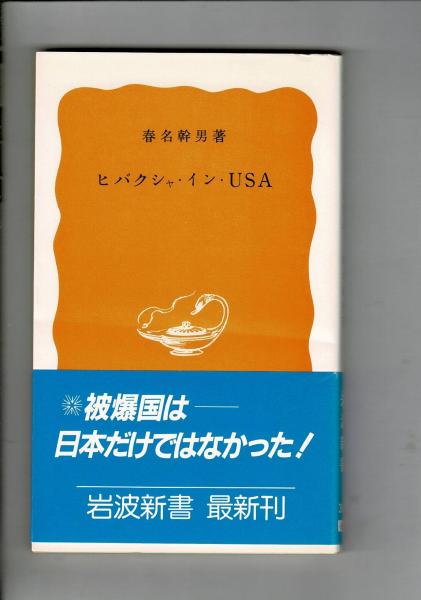 春名幹男著
ヒバクシャ・イン・USA
被爆国は――
日本だけではなかった!
岩波新書 最新刊